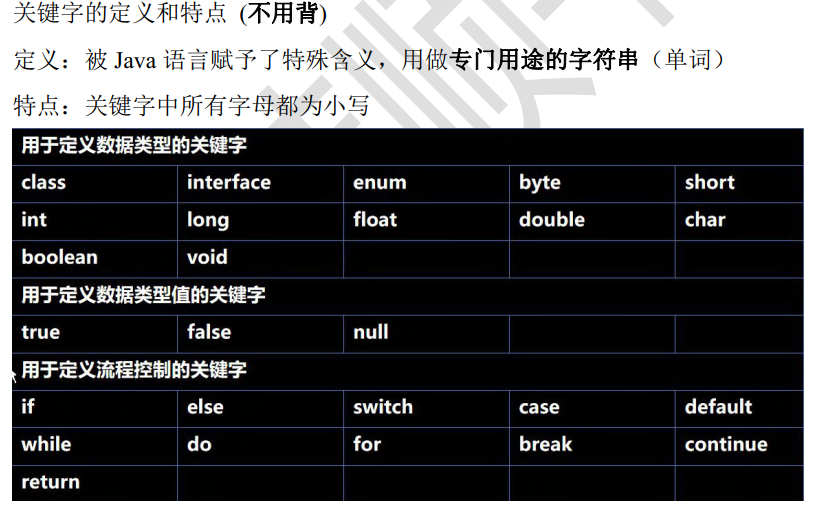 关键字的定义和特点 (不用背)
定义：被 Java 语言赋予了特殊含义，用做专门用途的字符串（单词）
特点：关键字中所有字母都为小写
用于定义数据类型的关键字
class interface enum byte short
int long float double char
boolean void
用于定义数据类型值的关键字
true false null
用于定义流程控制的关键字
if else switch case default
while do for break continue
return